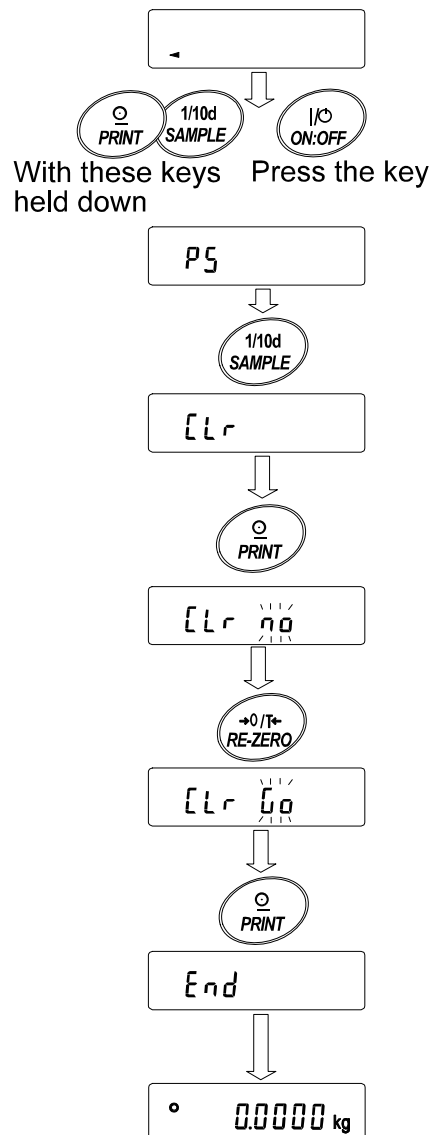 PRINT
1/10d
SAMPLE
ON:OFF
With these keys
held down
Press the key
PS
1/10d
SAMPLE
CLr
PRINT
CLr no
→0/T←
RE-ZERO
CLr Go
PRINT
End
0.0000 kg